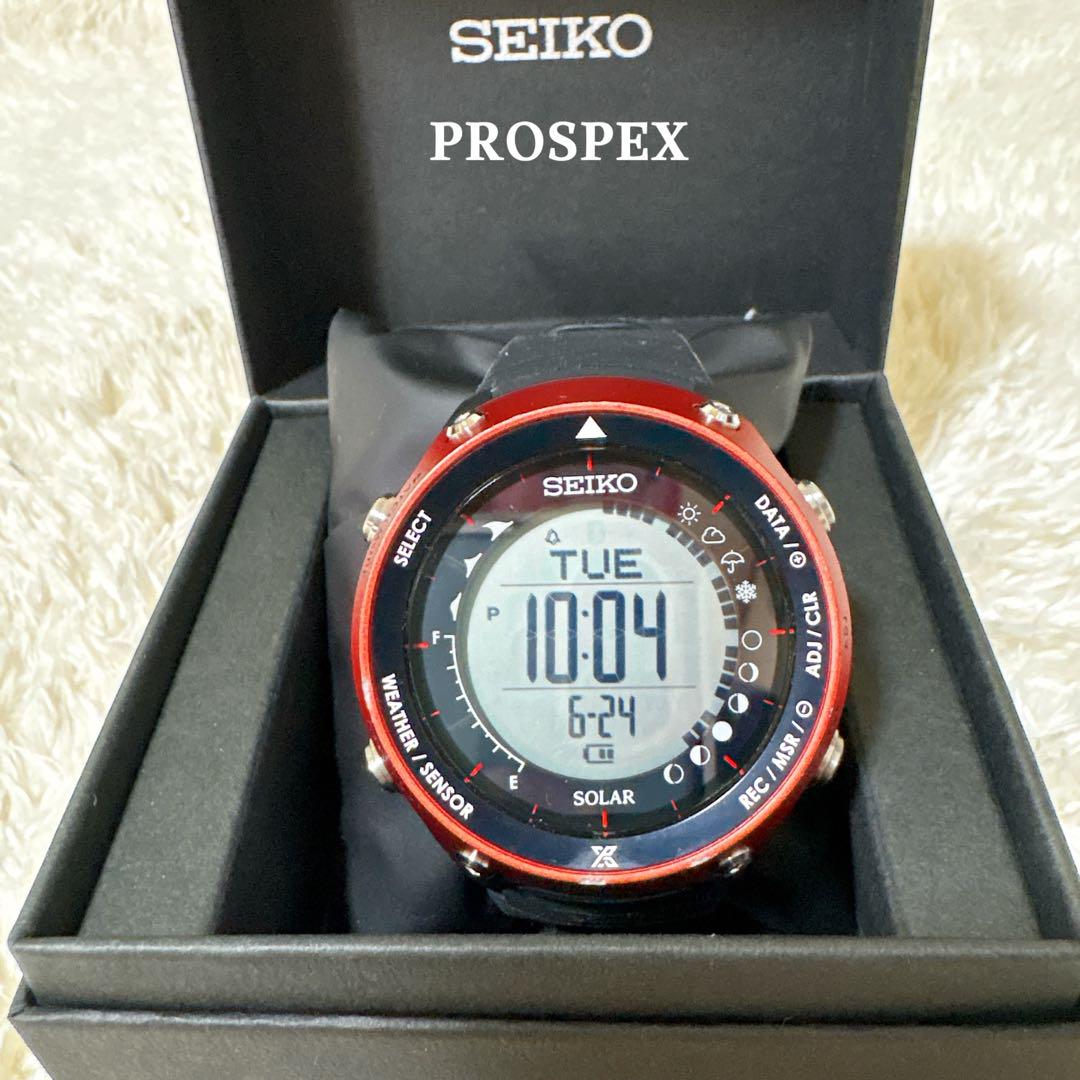 SEIKO
PROSPEX
SEIKO
SELECT
DATA / ⊕
TUE
P 10:04
6-24
ADJ / CLR
F
E
WEATHER / SENSOR
REC / MSR / ⊖
SOLAR